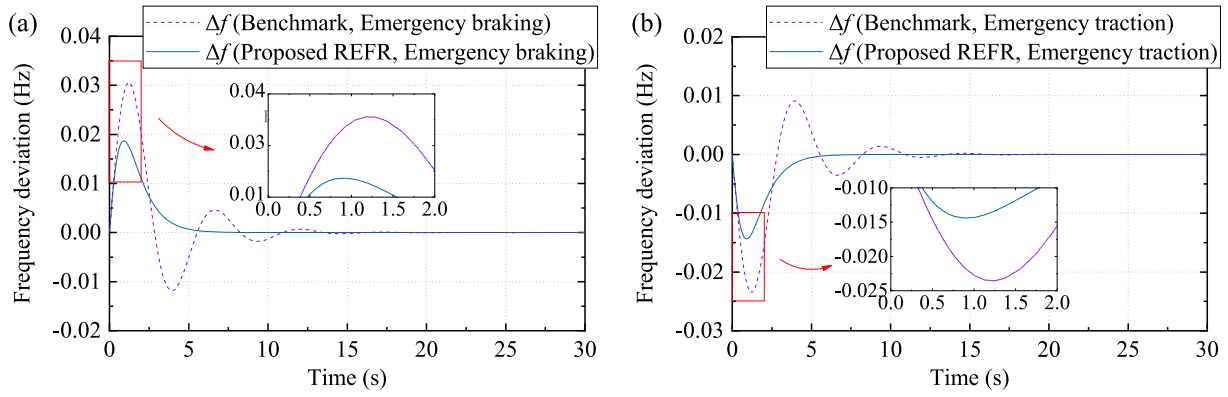 (a)
Δf (Benchmark, Emergency braking)
Δf (Proposed REFR, Emergency braking)
Frequency deviation (Hz)
0.04
0.03
0.02
0.01
0.00
-0.01
-0.02
0.04
0.03
0.01
0.0 0.5 1.0 1.5 2.0
0 5 10 15 20 25 30
Time (s)
(b)
Δf (Benchmark, Emergency traction)
Δf (Proposed REFR, Emergency traction)
Frequency deviation (Hz)
0.02
0.01
0.00
-0.01
-0.02
-0.03
-0.010
-0.015
-0.020
-0.025
0.0 0.5 1.0 1.5 2.0
0 5 10 15 20 25 30
Time (s)